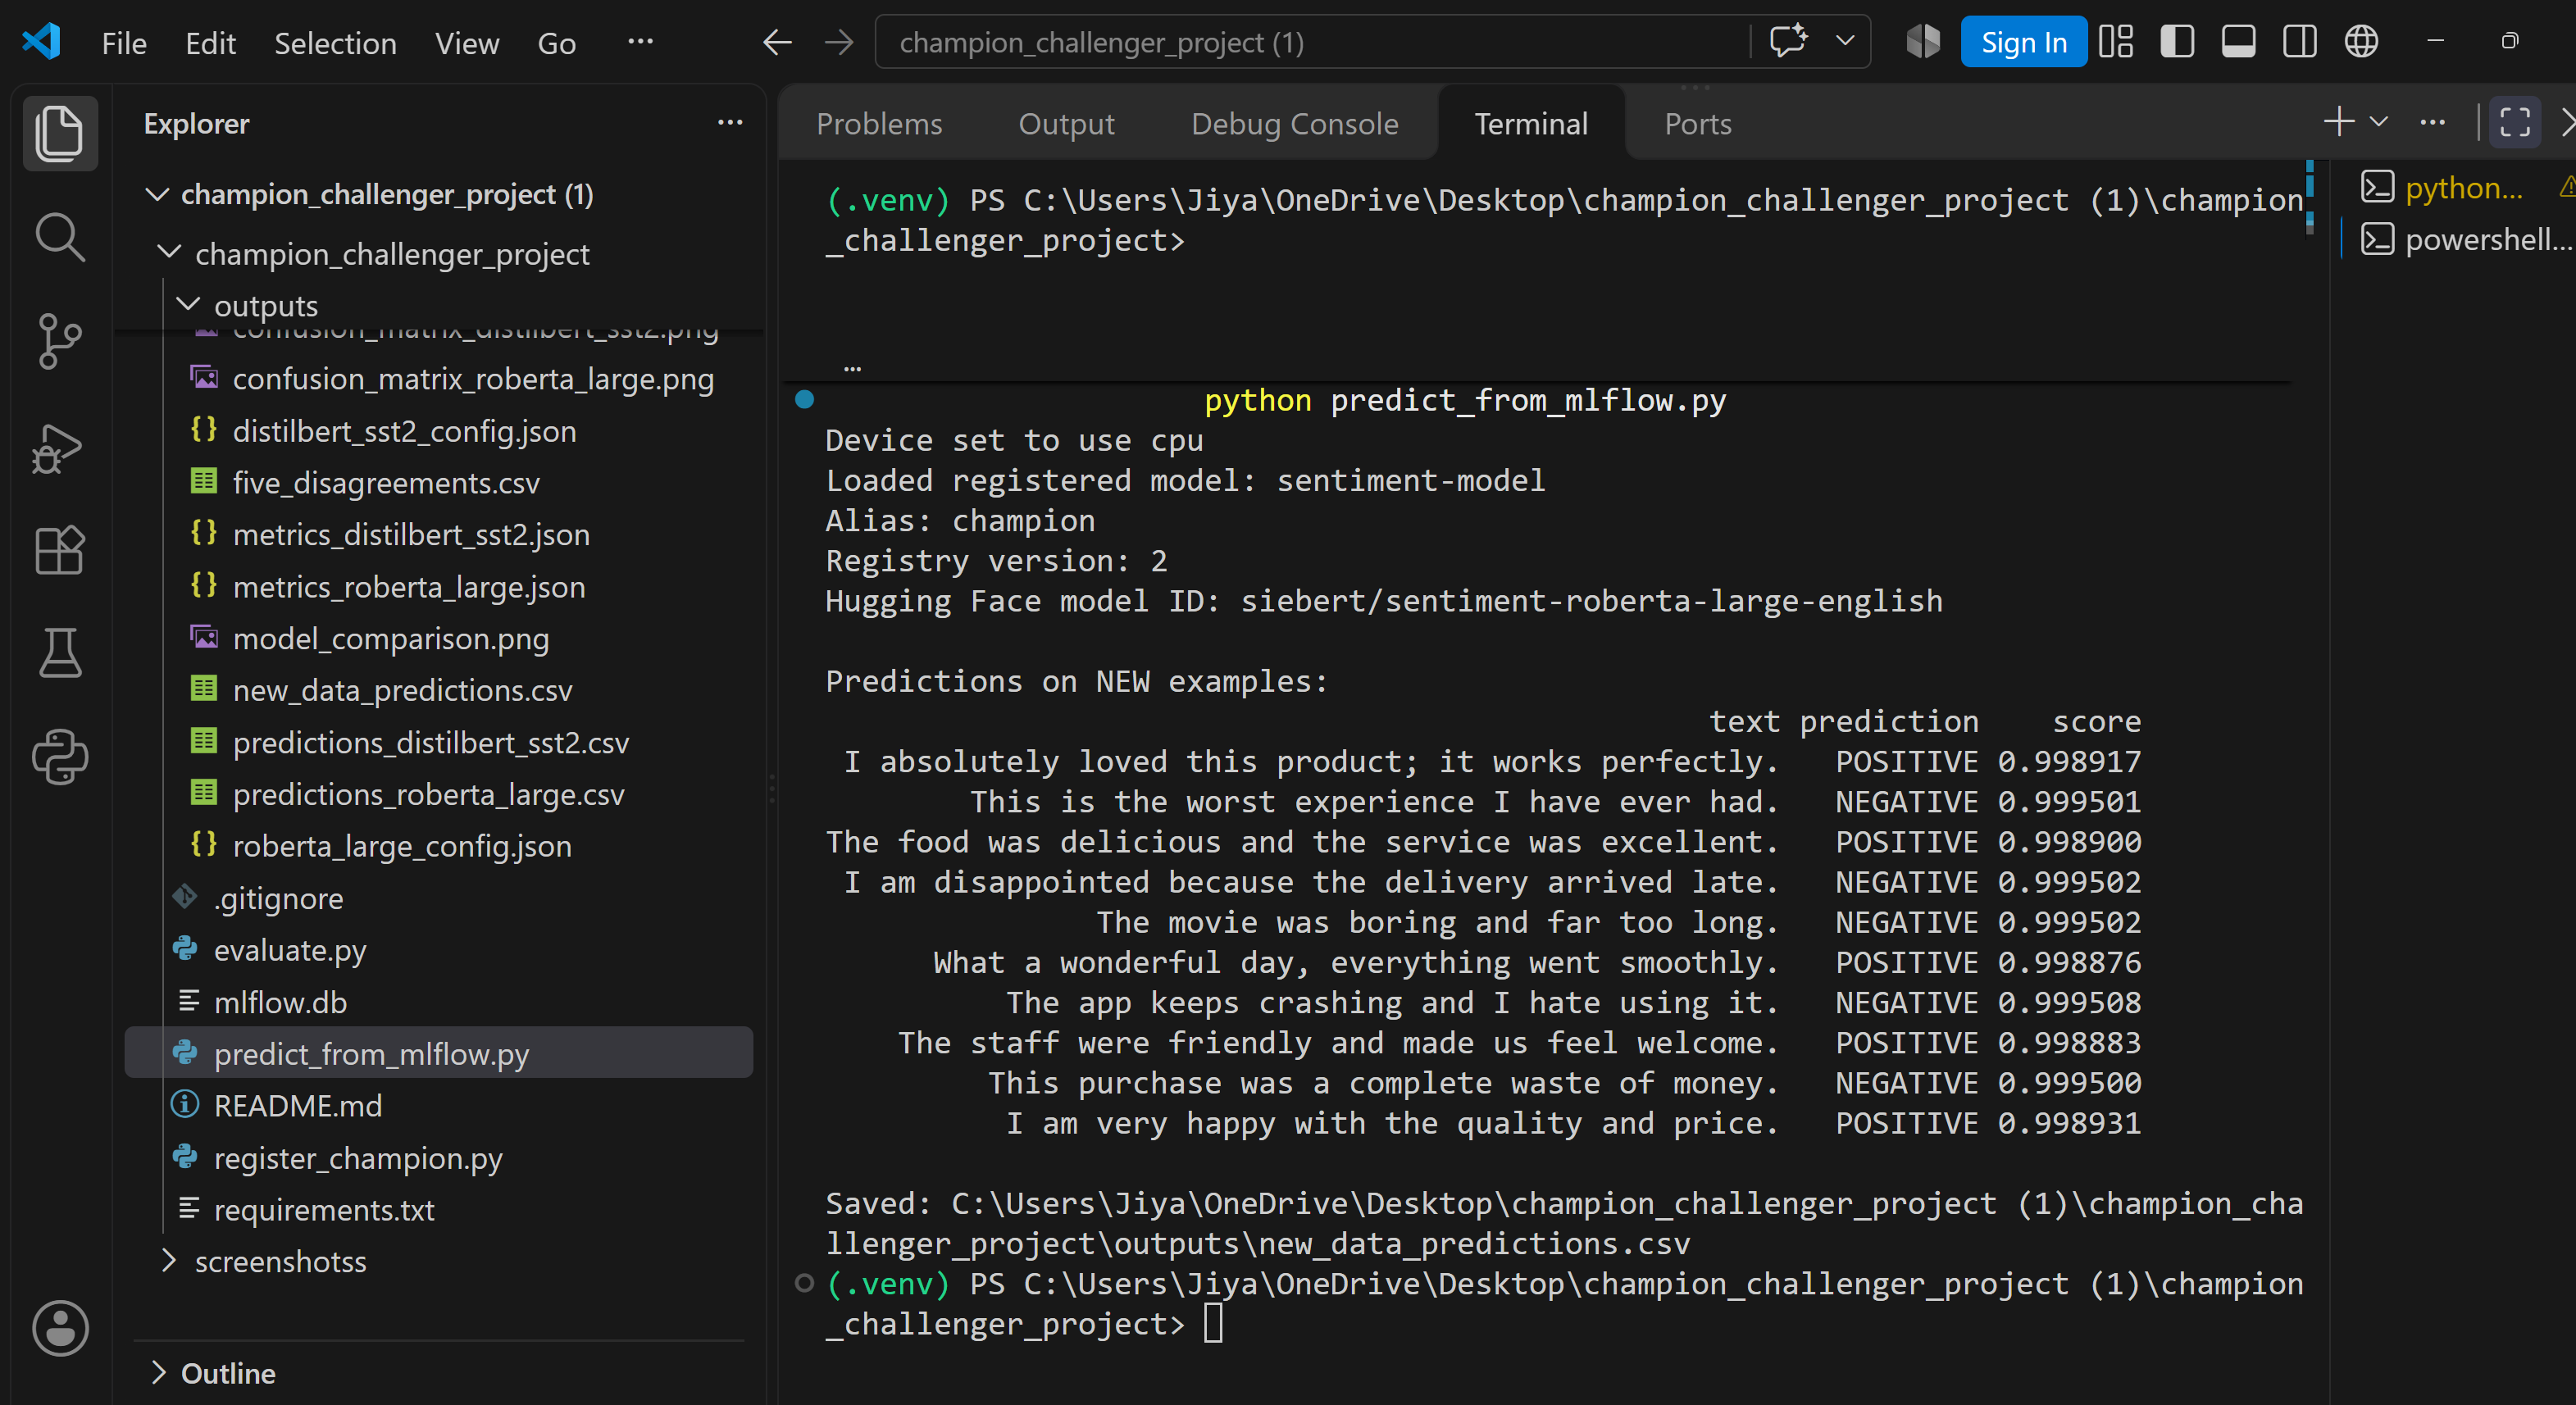 File Edit Selection View Go ...
champion_challenger_project (1)
Sign In
Explorer
champion_challenger_project (1)
champion_challenger_project
outputs
confusion_matrix_distilbert_sst2.png
confusion_matrix_roberta_large.png
distilbert_sst2_config.json
five_disagreements.csv
metrics_distilbert_sst2.json
metrics_roberta_large.json
model_comparison.png
new_data_predictions.csv
predictions_distilbert_sst2.csv
predictions_roberta_large.csv
roberta_large_config.json
.gitignore
evaluate.py
mlflow.db
predict_from_mlflow.py
README.md
register_champion.py
requirements.txt
screenshotss
Outline
Problems Output Debug Console Terminal Ports
(.venv) PS C:\Users\Jiya\OneDrive\Desktop\champion_challenger_project (1)\champion
_challenger_project>
...
python predict_from_mlflow.py
Device set to use cpu
Loaded registered model: sentiment-model
Alias: champion
Registry version: 2
Hugging Face model ID: siebert/sentiment-roberta-large-english
Predictions on NEW examples:
text prediction score
I absolutely loved this product; it works perfectly. POSITIVE 0.998917
This is the worst experience I have ever had. NEGATIVE 0.999501
The food was delicious and the service was excellent. POSITIVE 0.998900
I am disappointed because the delivery arrived late. NEGATIVE 0.999502
The movie was boring and far too long. NEGATIVE 0.999502
What a wonderful day, everything went smoothly. POSITIVE 0.998876
The app keeps crashing and I hate using it. NEGATIVE 0.999508
The staff were friendly and made us feel welcome. POSITIVE 0.998883
This purchase was a complete waste of money. NEGATIVE 0.999500
I am very happy with the quality and price. POSITIVE 0.998931
Saved: C:\Users\Jiya\OneDrive\Desktop\champion_challenger_project (1)\champion_cha
llenger_project\outputs\new_data_predictions.csv
(.venv) PS C:\Users\Jiya\OneDrive\Desktop\champion_challenger_project (1)\champion
_challenger_project>
python...
powershell...